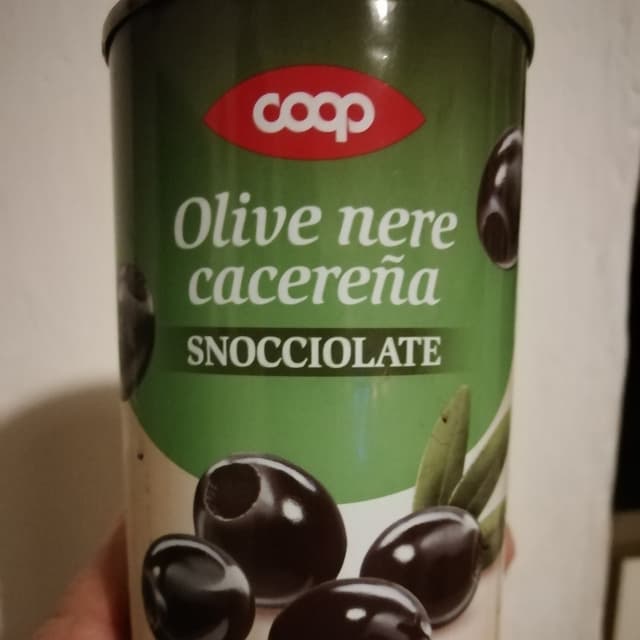 coop
Olive nere
cacereña
SNOCCIOLATE